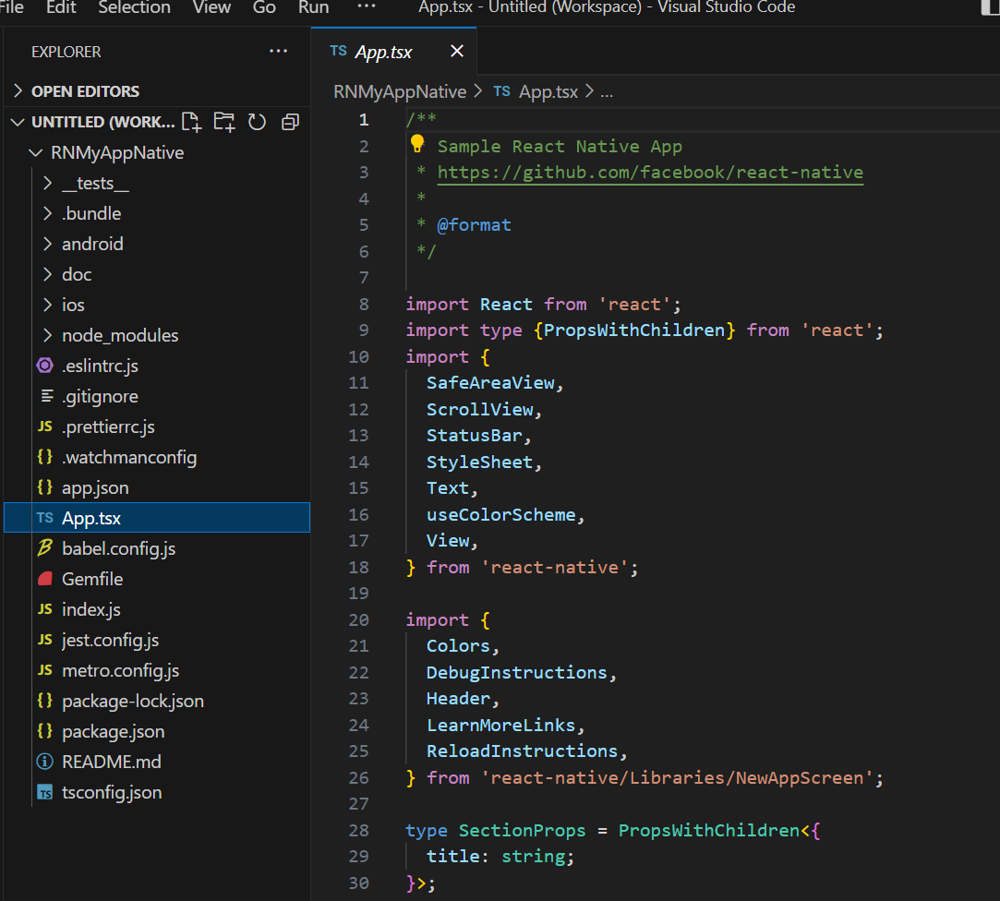 File Edit Selection View Go Run ··· App.tsx - Untitled (Workspace) - Visual Studio Code
EXPLORER ···
OPEN EDITORS
UNTITLED (WORK...
RNMyAppNative
__tests__
.bundle
android
doc
ios
node_modules
.eslintrc.js
.gitignore
JS .prettierrc.js
{} .watchmanconfig
{} app.json
TS App.tsx
babel.config.js
Gemfile
JS index.js
JS jest.config.js
JS metro.config.js
{} package-lock.json
{} package.json
README.md
TS tsconfig.json
TS App.tsx
RNMyAppNative > TS App.tsx > ...
1 /**
2 Sample React Native App
3 * https://github.com/facebook/react-native
4 *
5 * @format
6 */
7
8 import React from 'react';
9 import type {PropsWithChildren} from 'react';
10 import {
11 SafeAreaView,
12 ScrollView,
13 StatusBar,
14 StyleSheet,
15 Text,
16 useColorScheme,
17 View,
18 } from 'react-native';
19
20 import {
21 Colors,
22 DebugInstructions,
23 Header,
24 LearnMoreLinks,
25 ReloadInstructions,
26 } from 'react-native/Libraries/NewAppScreen';
27
28 type SectionProps = PropsWithChildren<{
29 title: string;
30 }>;